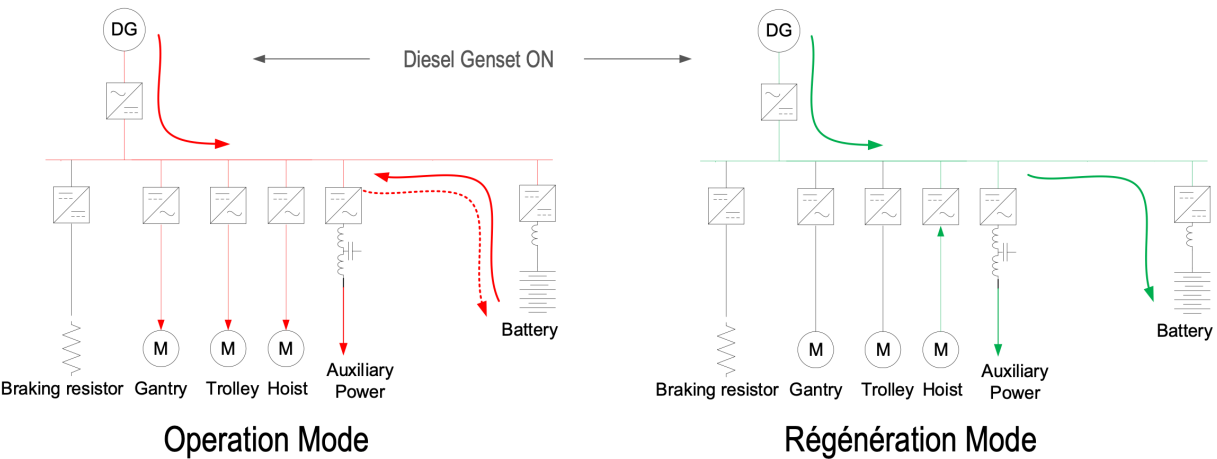 DG
Diesel Genset ON
DG
M
M
M
Battery
Braking resistor
Gantry
Trolley
Hoist
Auxiliary
Power
Operation Mode
M
M
M
Battery
Braking resistor
Gantry
Trolley
Hoist
Auxiliary
Power
Régénération Mode